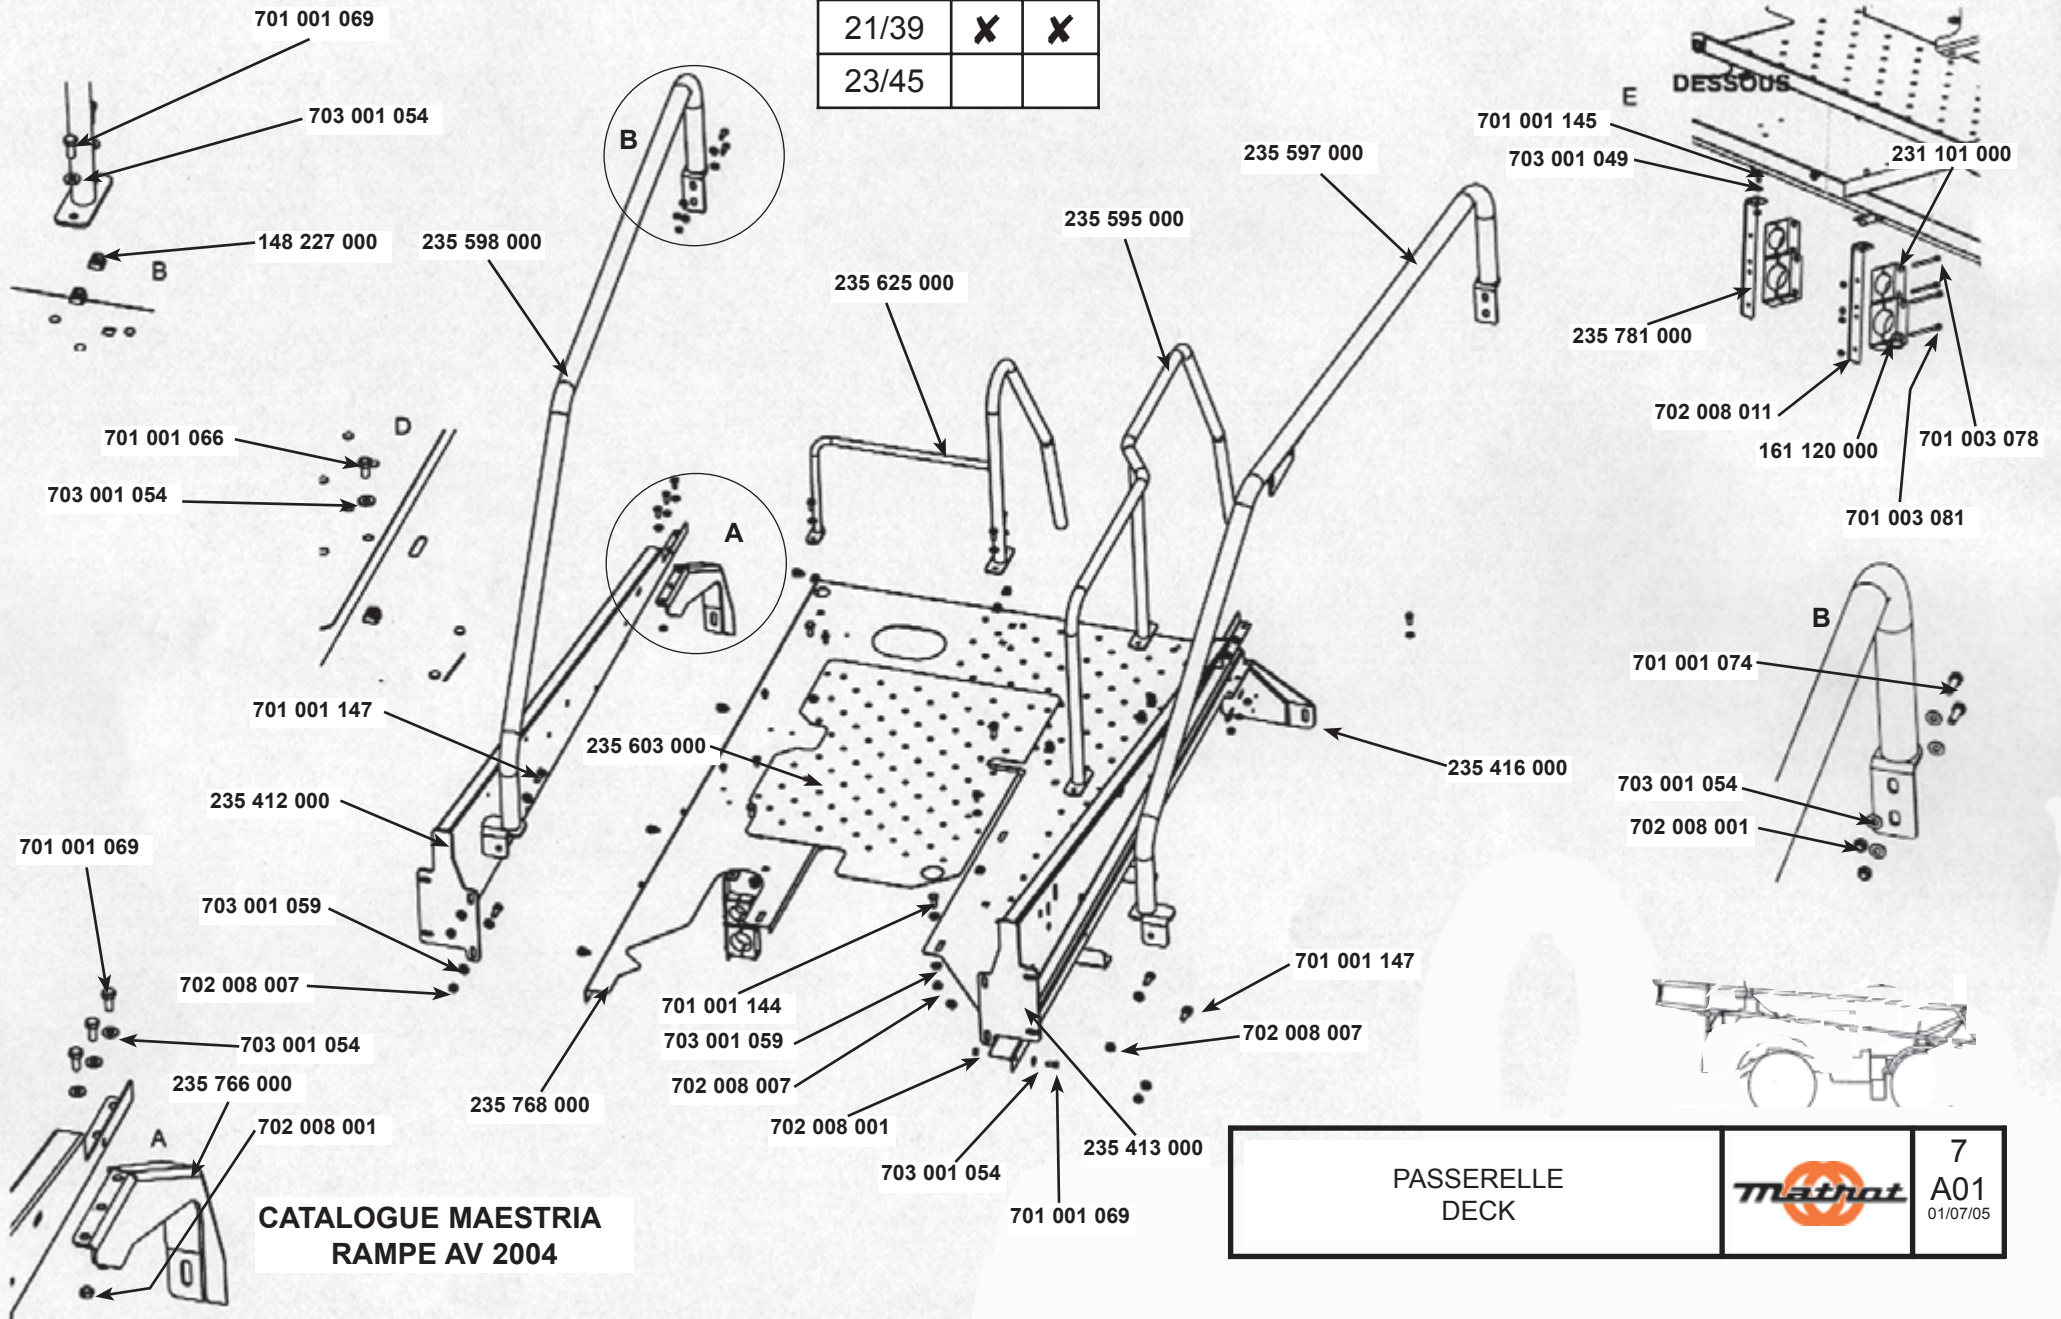 701 001 069
21/39 ✘ ✘
23/45
703 001 054
B
DESSOUS
E
701 001 145
703 001 049
231 101 000
235 597 000
148 227 000
B
235 598 000
235 595 000
235 625 000
235 781 000
702 008 011
701 003 078
161 120 000
701 003 081
701 001 066
D
703 001 054
A
B
701 001 074
701 001 147
235 603 000
235 416 000
235 412 000
703 001 054
702 008 001
701 001 069
703 001 059
702 008 007
701 001 144
701 001 147
703 001 059
702 008 007
703 001 054
702 008 007
235 766 000
235 768 000
702 008 001
702 008 001
A
235 413 000
703 001 054
701 001 069
CATALOGUE MAESTRIA
RAMPE AV 2004
PASSERELLE
DECK
Matrot
7
A01
01/07/05